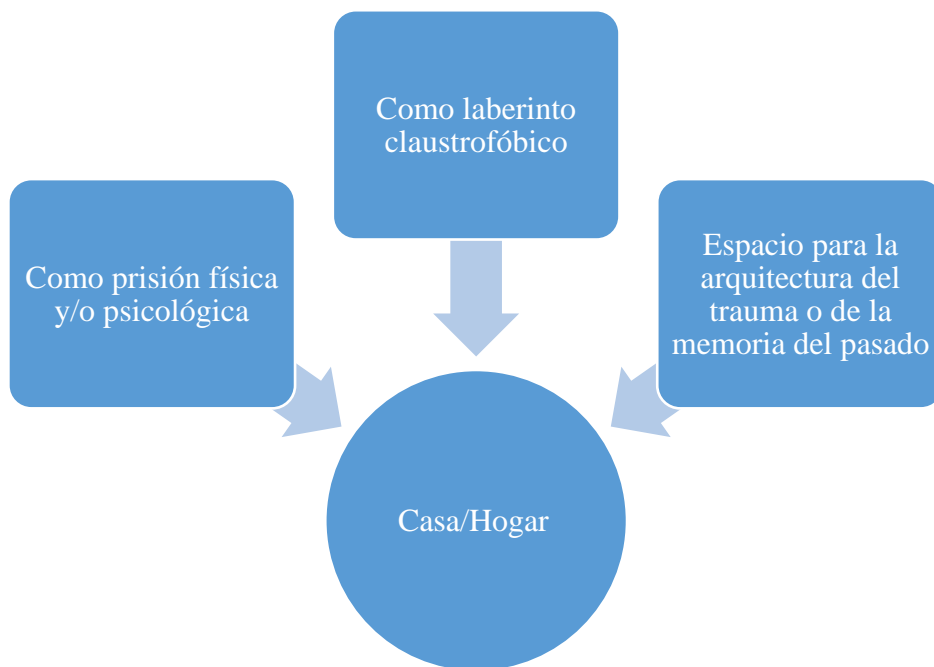 Como laberinto
claustrofóbico
Como prisión física
y/o psicológica
Espacio para la
arquitectura del
trauma o de la
memoria del pasado
Casa/Hogar